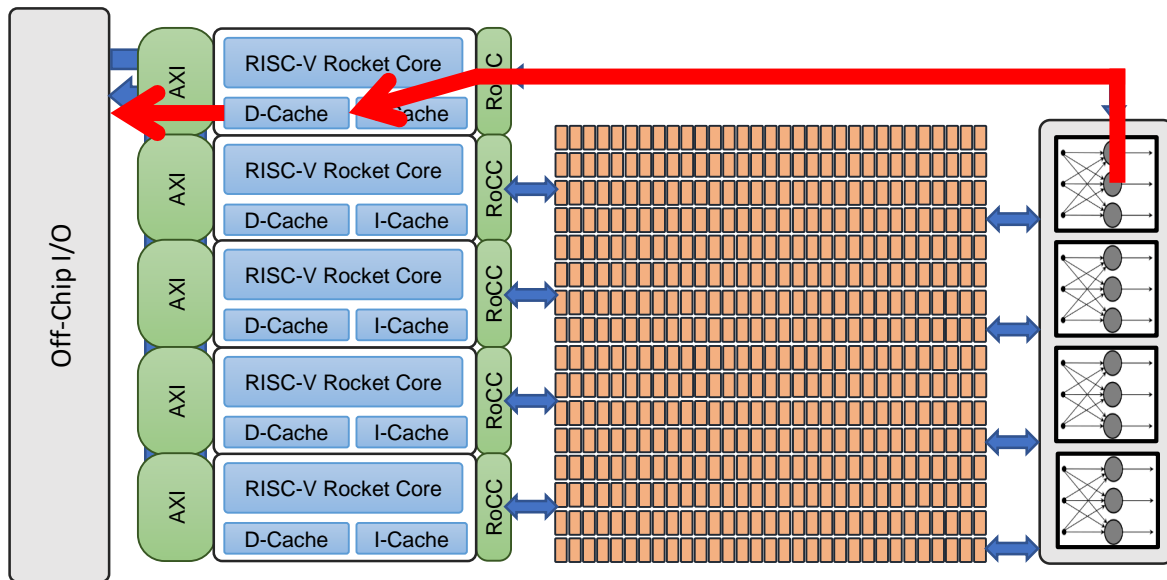 Off-Chip I/O
AXI
RISC-V Rocket Core
D-Cache
I-Cache
RoCC
AXI
RISC-V Rocket Core
D-Cache
I-Cache
RoCC
AXI
RISC-V Rocket Core
D-Cache
I-Cache
RoCC
AXI
RISC-V Rocket Core
D-Cache
I-Cache
RoCC
AXI
RISC-V Rocket Core
D-Cache
I-Cache
RoCC